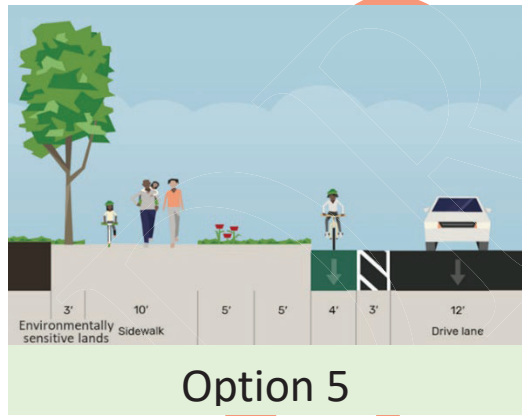 3' 10' 5' 5' 4' 3' 12'
Environmentally Sidewalk Drive lane
sensitive lands
Option 5